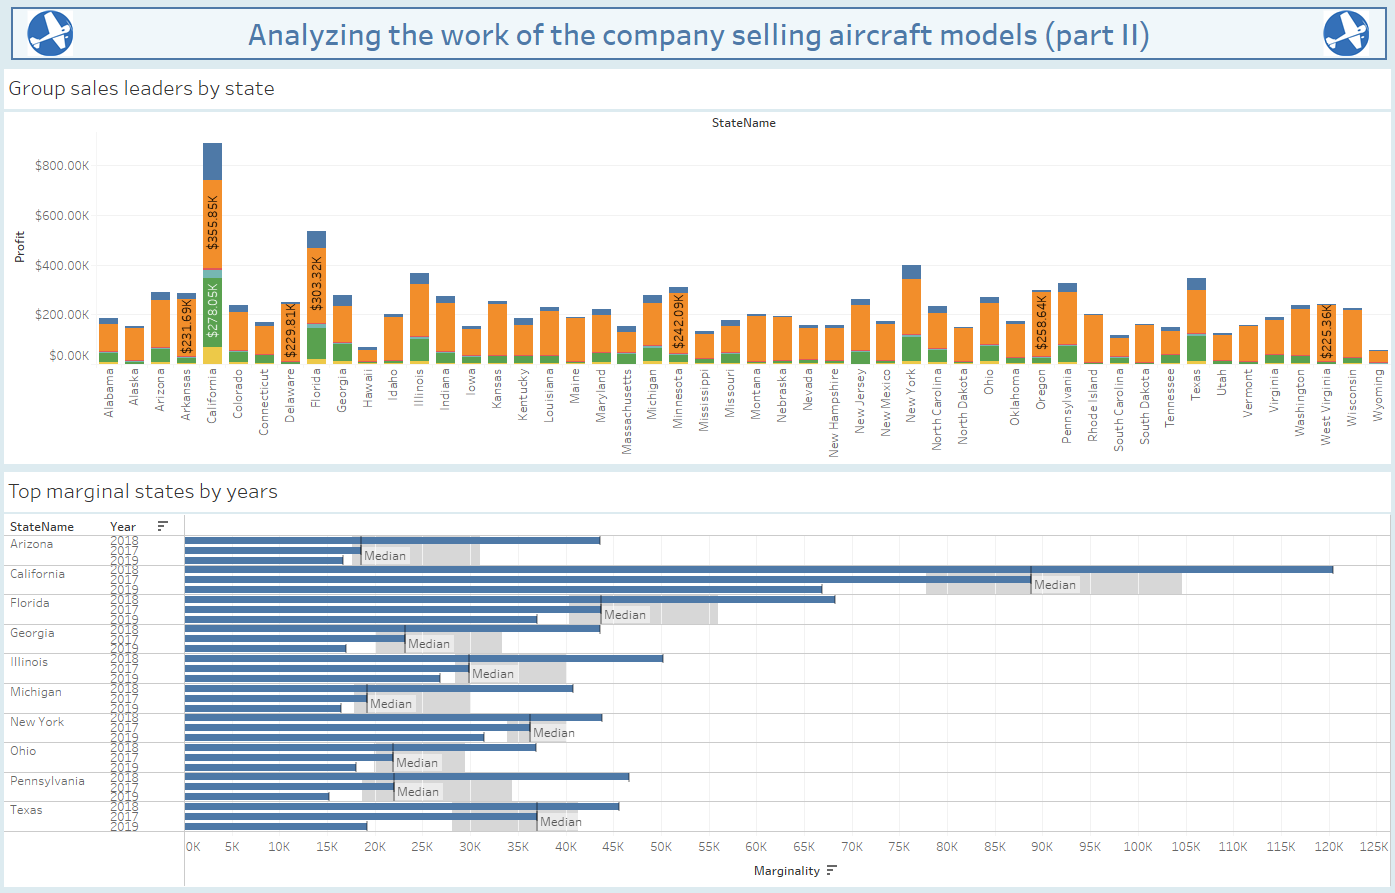 Analyzing the work of the company selling aircraft models (part II)
Group sales leaders by state
StateName
Profit
$800.00K
$600.00K
$400.00K
$200.00K
$0.00K
$231.69K
$355.85K
$278.05K
$229.81K
$303.32K
$242.09K
$258.64K
$225.36K
Alabama
Alaska
Arizona
Arkansas
California
Colorado
Connecticut
Delaware
Florida
Georgia
Hawaii
Idaho
Illinois
Indiana
Iowa
Kansas
Kentucky
Louisiana
Maine
Maryland
Massachusetts
Michigan
Minnesota
Mississippi
Missouri
Montana
Nebraska
Nevada
New Hampshire
New Jersey
New Mexico
New York
North Carolina
North Dakota
Ohio
Oklahoma
Oregon
Pennsylvania
Rhode Island
South Carolina
South Dakota
Tennessee
Texas
Utah
Vermont
Virginia
Washington
West Virginia
Wisconsin
Wyoming
Top marginal states by years
StateName Year
Arizona 2018
2017 Median
2019
California 2018
2017 Median
2019
Florida 2018
2017 Median
2019
Georgia 2018
2017 Median
2019
Illinois 2018
2017 Median
2019
Michigan 2018
2017 Median
2019
New York 2018
2017 Median
2019
Ohio 2018
2017 Median
2019
Pennsylvania 2018
2017 Median
2019
Texas 2018
2017 Median
2019
0K 5K 10K 15K 20K 25K 30K 35K 40K 45K 50K 55K 60K 65K 70K 75K 80K 85K 90K 95K 100K 105K 110K 115K 120K 125K
Marginality